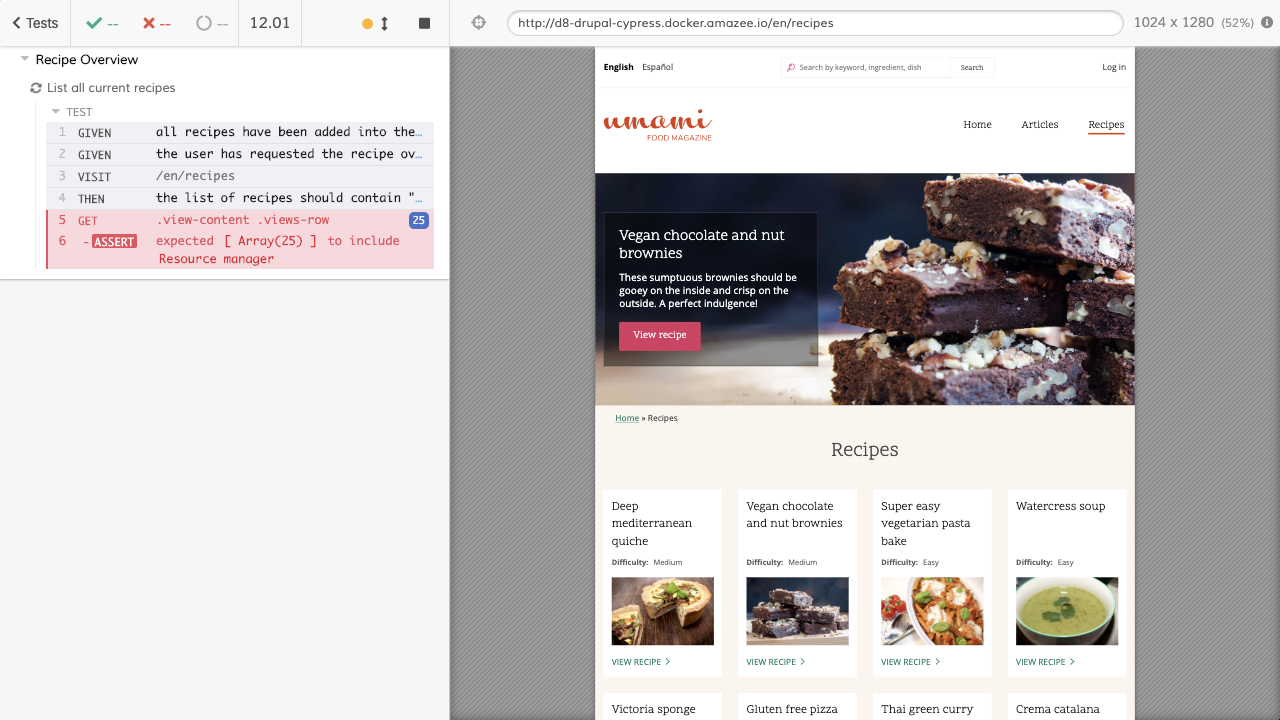 Tests
--
--
--
12.01
http://d8-drupal-cypress.docker.amazee.io/en/recipes
1024 x 1280 (52%)
Recipe Overview
List all current recipes
TEST
1 GIVEN all recipes have been added into the…
2 GIVEN the user has requested the recipe ov…
3 VISIT /en/recipes
4 THEN the list of recipes should contain "…
5 GET .view-content .views-row 25
6 -ASSERT expected [ Array(25) ] to include
Resource manager
English Español
Search by keyword, ingredient, dish
Search
Log in
umami
FOOD MAGAZINE
Home Articles Recipes
Vegan chocolate and nut
brownies
These sumptuous brownies should be
gooey on the inside and crisp on the
outside. A perfect indulgence!
View recipe
Home » Recipes
Recipes
Deep
mediterranean
quiche
Difficulty: Medium
VIEW RECIPE
Vegan chocolate
and nut brownies
Difficulty: Medium
VIEW RECIPE
Super easy
vegetarian pasta
bake
Difficulty: Easy
VIEW RECIPE
Watercress soup
Difficulty: Easy
VIEW RECIPE
Victoria sponge
Gluten free pizza
Thai green curry
Crema catalana